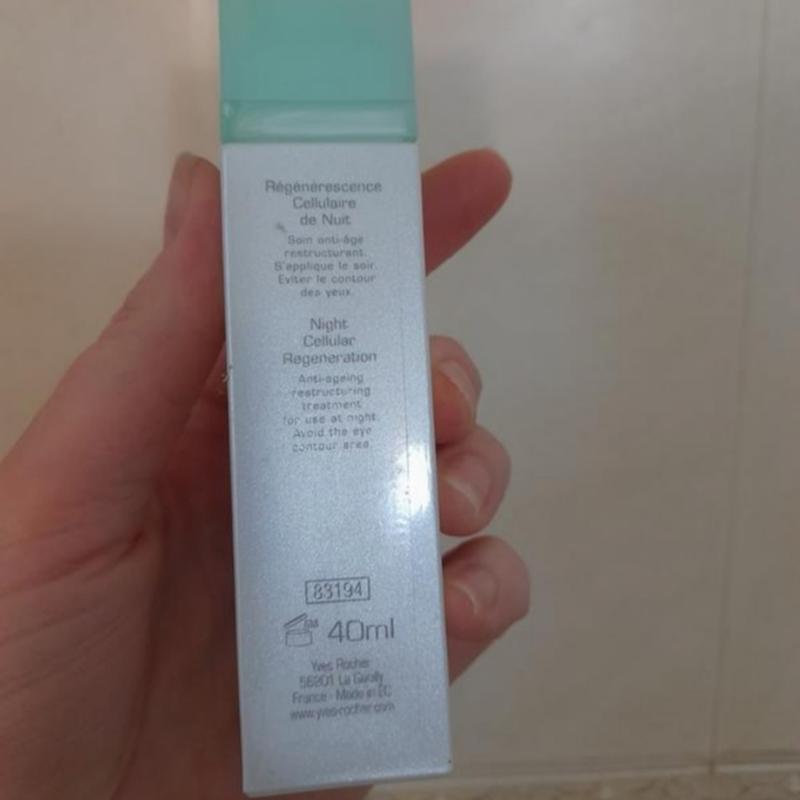 Régénérescence
Cellulaire
de Nuit
Soin anti-âge
restructurant.
S'applique le soir.
Eviter le contour
des yeux.
Night
Cellular
Regeneration
Anti-ageing
restructuring
treatment
for use at night.
Avoid the eye
contour area.
83194
40ml
Yves Rocher
56201 La Gacilly
France - Made in EC
www.yves-rocher.com